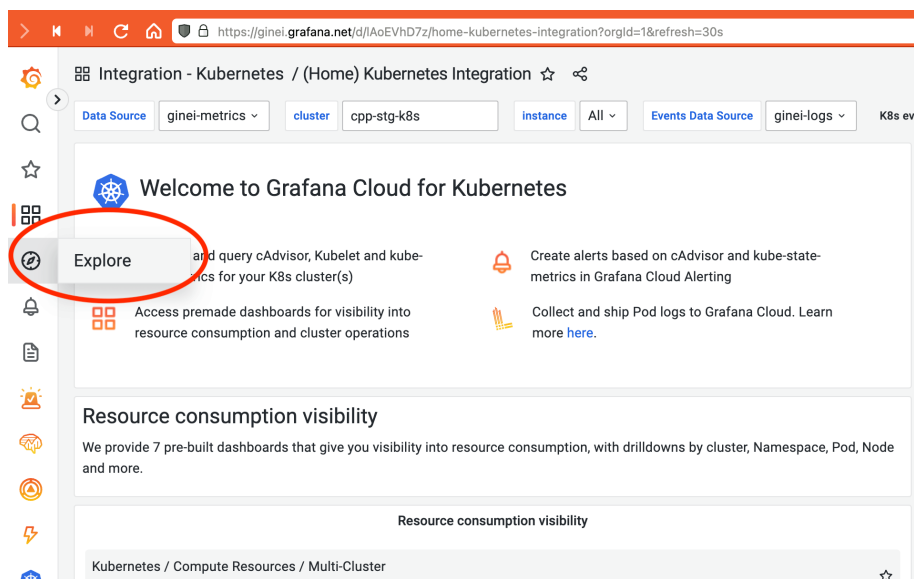 https://ginei.grafana.net/d/lAoEVhD7z/home-kubernetes-integration?orgId=1&refresh=30s
Integration - Kubernetes / (Home) Kubernetes Integration
Data Source ginei-metrics cluster cpp-stg-k8s instance All Events Data Source ginei-logs K8s ev
Welcome to Grafana Cloud for Kubernetes
Explore
and query cAdvisor, Kubelet and kube-
rics for your K8s cluster(s)
Create alerts based on cAdvisor and kube-state-
metrics in Grafana Cloud Alerting
Access premade dashboards for visibility into
resource consumption and cluster operations
Collect and ship Pod logs to Grafana Cloud. Learn
more here.
Resource consumption visibility
We provide 7 pre-built dashboards that give you visibility into resource consumption, with drilldowns by cluster, Namespace, Pod, Node
and more.
Resource consumption visibility
Kubernetes / Compute Resources / Multi-Cluster